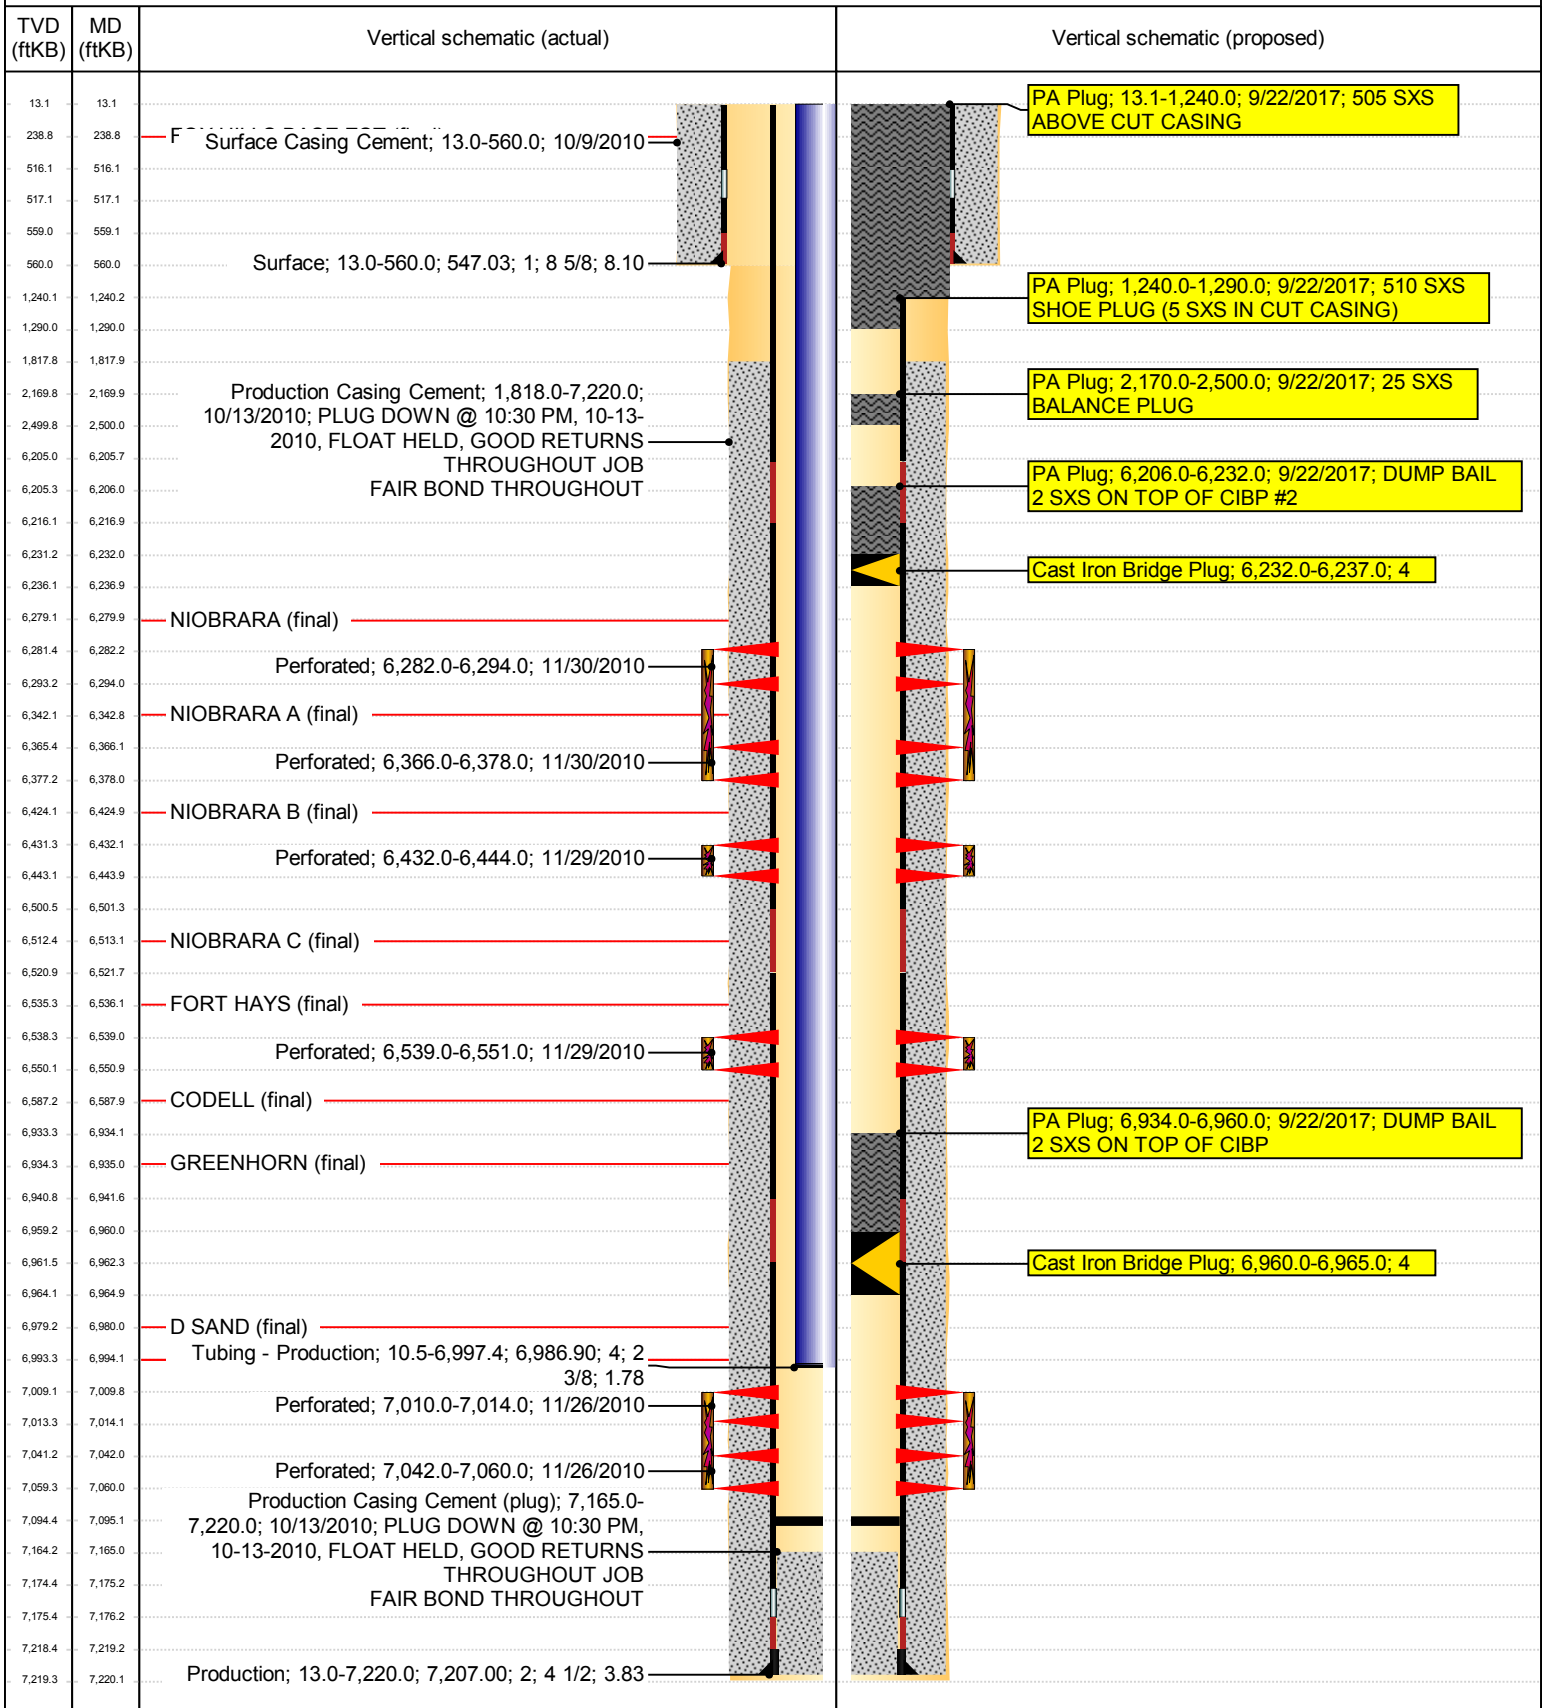 TVD (ftKB)
MD (ftKB)
Vertical schematic (actual)
Vertical schematic (proposed)
13.1 13.1
238.8 238.8
516.1 516.1
517.1 517.1
559.0 559.1
560.0 560.0
1,240.1 1,240.2
1,290.0 1,290.0
1,817.8 1,817.9
2,169.8 2,169.9
2,499.8 2,500.0
6,205.0 6,205.7
6,205.3 6,206.0
6,216.1 6,216.9
6,231.2 6,232.0
6,236.1 6,236.9
6,279.1 6,279.9
6,281.4 6,282.2
6,293.2 6,294.0
6,342.1 6,342.8
6,365.4 6,366.1
6,377.2 6,378.0
6,424.1 6,424.9
6,431.3 6,432.1
6,443.1 6,443.9
6,500.5 6,501.3
6,512.4 6,513.1
6,520.9 6,521.7
6,535.3 6,536.1
6,538.3 6,539.0
6,550.1 6,550.9
6,587.2 6,587.9
6,933.3 6,934.1
6,934.3 6,935.0
6,940.8 6,941.6
6,959.2 6,960.0
6,961.5 6,962.3
6,964.1 6,964.9
6,979.2 6,980.0
6,993.3 6,994.1
7,009.1 7,009.8
7,013.3 7,014.1
7,041.2 7,042.0
7,059.3 7,060.0
7,094.4 7,095.1
7,164.2 7,165.0
7,174.4 7,175.2
7,175.4 7,176.2
7,218.4 7,219.2
7,219.3 7,220.1
Surface Casing Cement; 13.0-560.0; 10/9/2010
Surface; 13.0-560.0; 547.03; 1; 8 5/8; 8.10
Production Casing Cement; 1,818.0-7,220.0;
10/13/2010; PLUG DOWN @ 10:30 PM, 10-13-
2010, FLOAT HELD, GOOD RETURNS
THROUGHOUT JOB
FAIR BOND THROUGHOUT
NIOBRARA (final)
Perforated; 6,282.0-6,294.0; 11/30/2010
NIOBRARA A (final)
Perforated; 6,366.0-6,378.0; 11/30/2010
NIOBRARA B (final)
Perforated; 6,432.0-6,444.0; 11/29/2010
NIOBRARA C (final)
FORT HAYS (final)
Perforated; 6,539.0-6,551.0; 11/29/2010
CODELL (final)
GREENHORN (final)
D SAND (final)
Tubing - Production; 10.5-6,997.4; 6,986.90; 4; 2
3/8; 1.78
Perforated; 7,010.0-7,014.0; 11/26/2010
Perforated; 7,042.0-7,060.0; 11/26/2010
Production Casing Cement (plug); 7,165.0-
7,220.0; 10/13/2010; PLUG DOWN @ 10:30 PM,
10-13-2010, FLOAT HELD, GOOD RETURNS
THROUGHOUT JOB
FAIR BOND THROUGHOUT
Production; 13.0-7,220.0; 7,207.00; 2; 4 1/2; 3.83
PA Plug; 13.1-1,240.0; 9/22/2017; 505 SXS
ABOVE CUT CASING
PA Plug; 1,240.0-1,290.0; 9/22/2017; 510 SXS
SHOE PLUG (5 SXS IN CUT CASING)
PA Plug; 2,170.0-2,500.0; 9/22/2017; 25 SXS
BALANCE PLUG
PA Plug; 6,206.0-6,232.0; 9/22/2017; DUMP BAIL
2 SXS ON TOP OF CIBP #2
Cast Iron Bridge Plug; 6,232.0-6,237.0; 4
PA Plug; 6,934.0-6,960.0; 9/22/2017; DUMP BAIL
2 SXS ON TOP OF CIBP
Cast Iron Bridge Plug; 6,960.0-6,965.0; 4